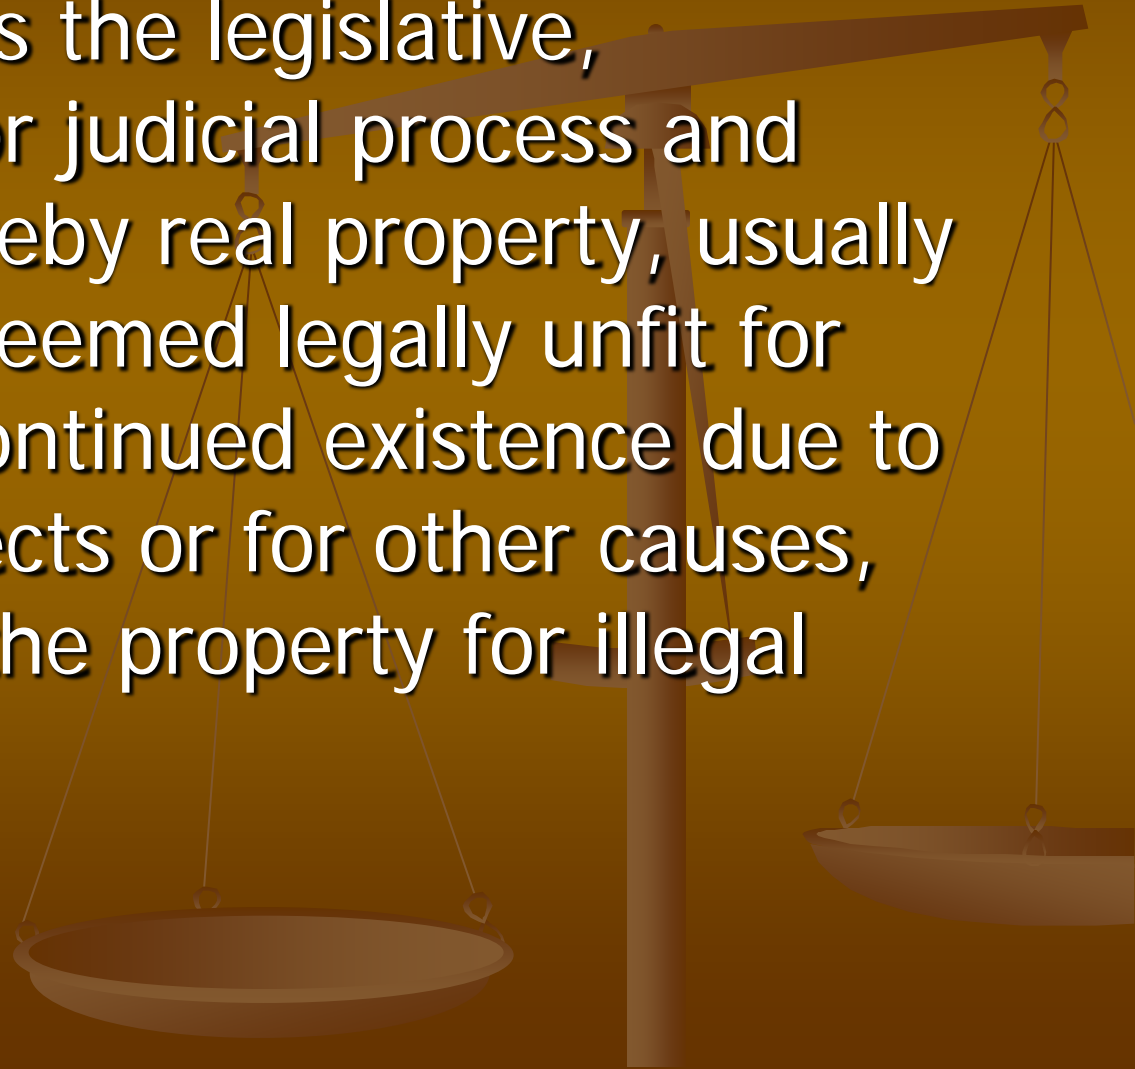 s the legislative,
or judicial process and
eby real property, usually
eemed legally unfit for
ontinued existence due to
ects or for other causes,
he property for illegal